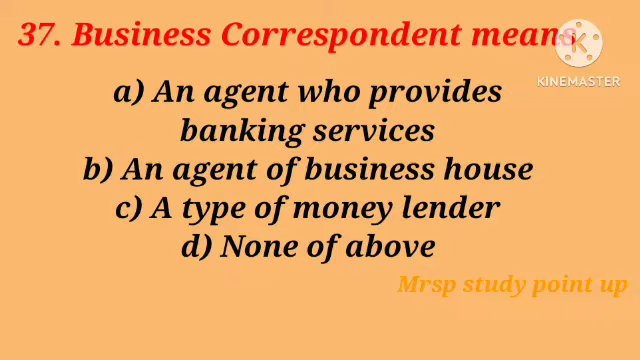 37. Business Correspondent means
KINEMASTER
a) An agent who provides
banking services
b) An agent of business house
c) A type of money lender
d) None of above
Mrsp study point up